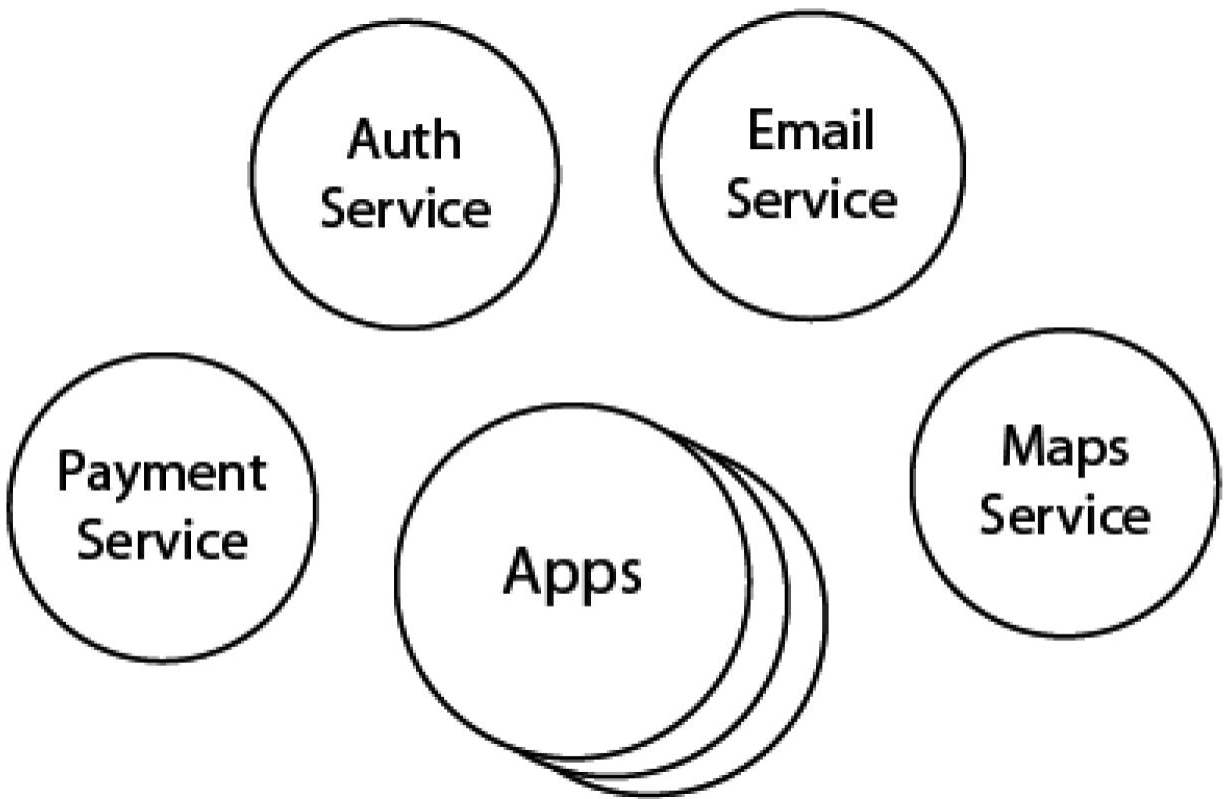 Auth
Service
Email
Service
Payment
Service
Apps
Maps
Service